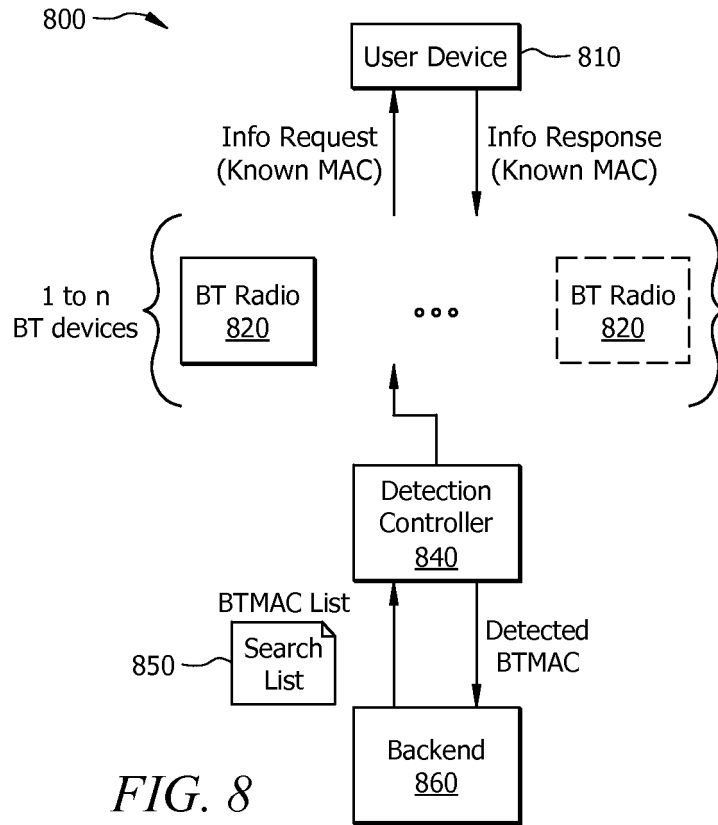 800
User Device
810
Info Request
(Known MAC)
Info Response
(Known MAC)
1 to n
BT devices
BT Radio
820
BT Radio
820
Detection
Controller
840
BTMAC List
850
Search
List
Detected
BTMAC
Backend
860
FIG. 8